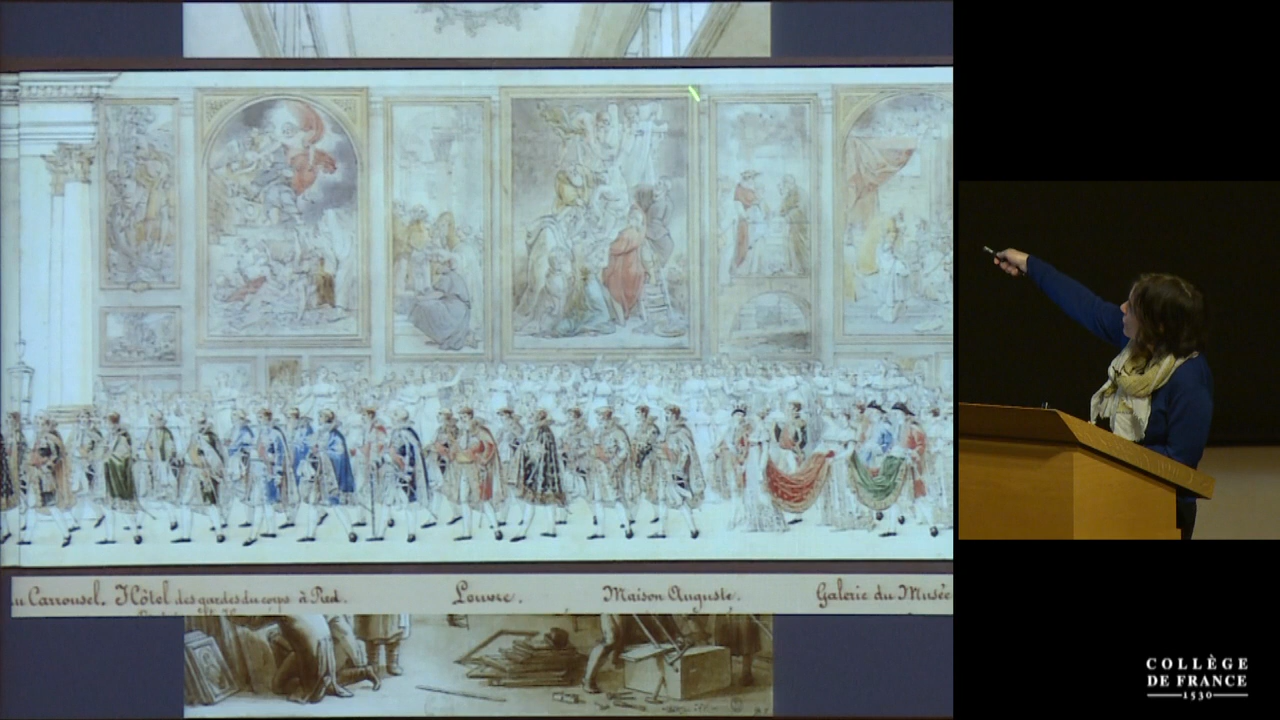 u Carrousel. Hôtel des gardes du corps à Pied. Louvre. Maison Auguste. Galerie du Musée
COLLÈGE
DE FRANCE
1530